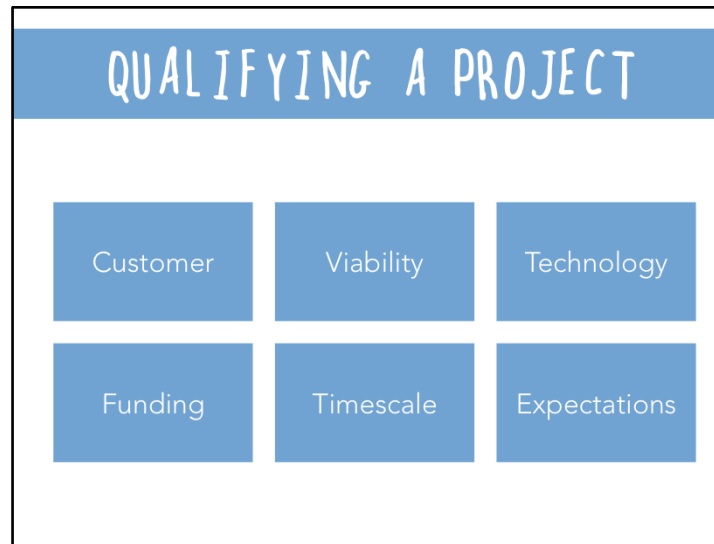 QUALIFYING A PROJECT
Customer
Viability
Technology
Funding
Timescale
Expectations